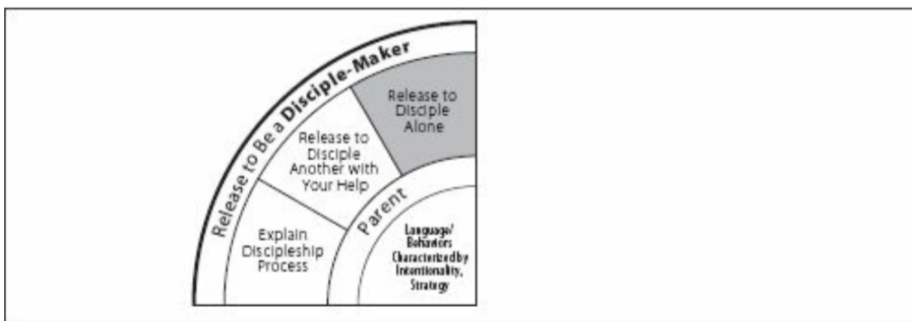 Release to Be a Disciple-Maker
Release to
Disciple
Alone
Release to
Disciple
Another with
Your Help
Explain
Discipleship
Process
Parent
Language/
Behaviors
Characterized by
Intentionality,
Strategy